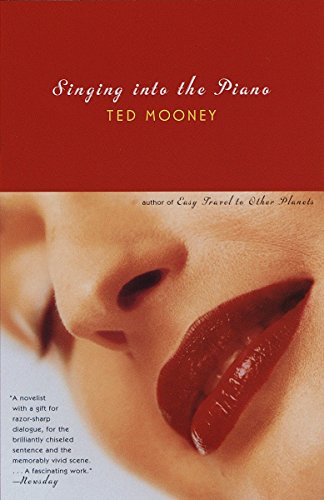 Singing into the Piano
TED MOONEY
author of Easy Travel to Other Planets
"A novelist
with a gift for
razor-sharp
dialogue, for the
brilliantly chiseled
sentence and the
memorably vivid scene.
. . . A fascinating work."
—Newsday